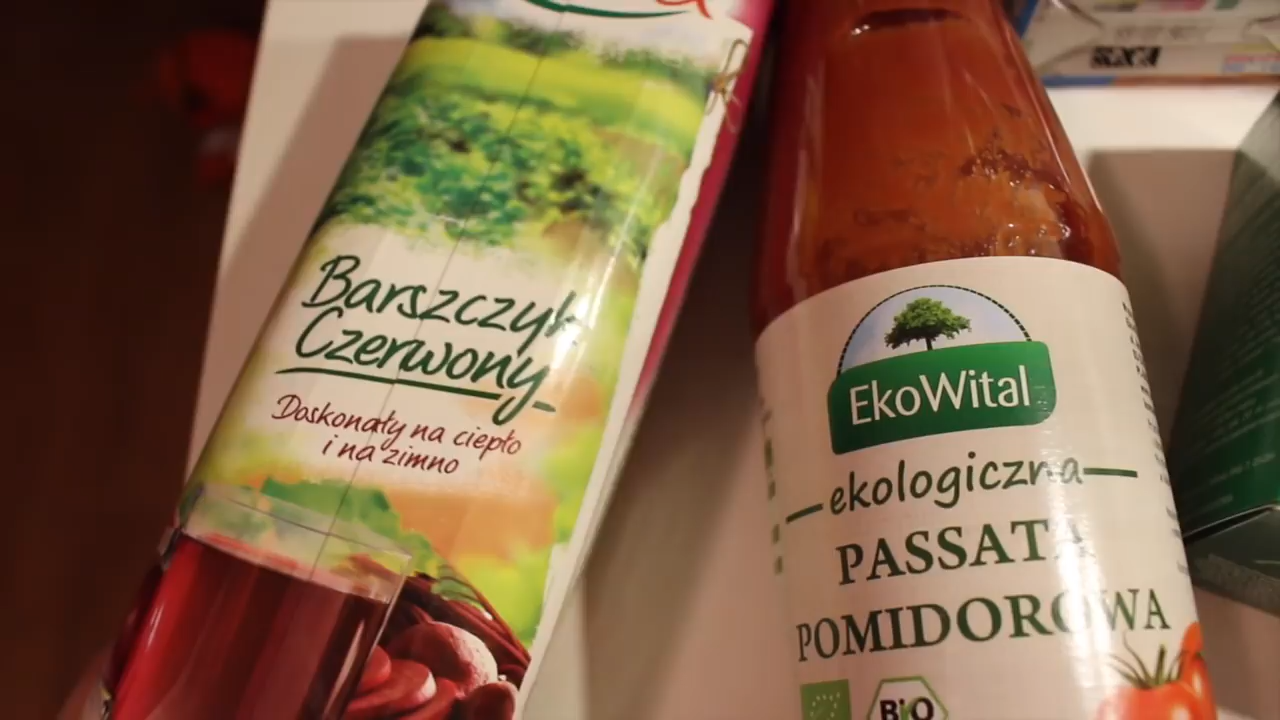 Barszczyk
Czerwony
Doskonały na ciepło
i na zimno
EkoWital
ekologiczna
PASSATA
POMIDOROWA
BIO